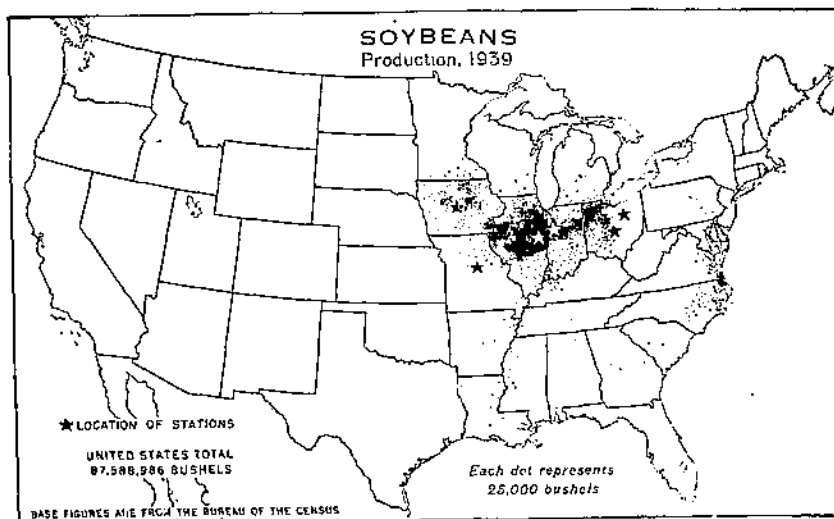 SOYBEANS
Production, 1939
★ LOCATION OF STATIONS
UNITED STATES TOTAL
87,588,986 BUSHELS
Each dot represents
25,000 bushels
BASE FIGURES ARE FROM THE BUREAU OF THE CENSUS